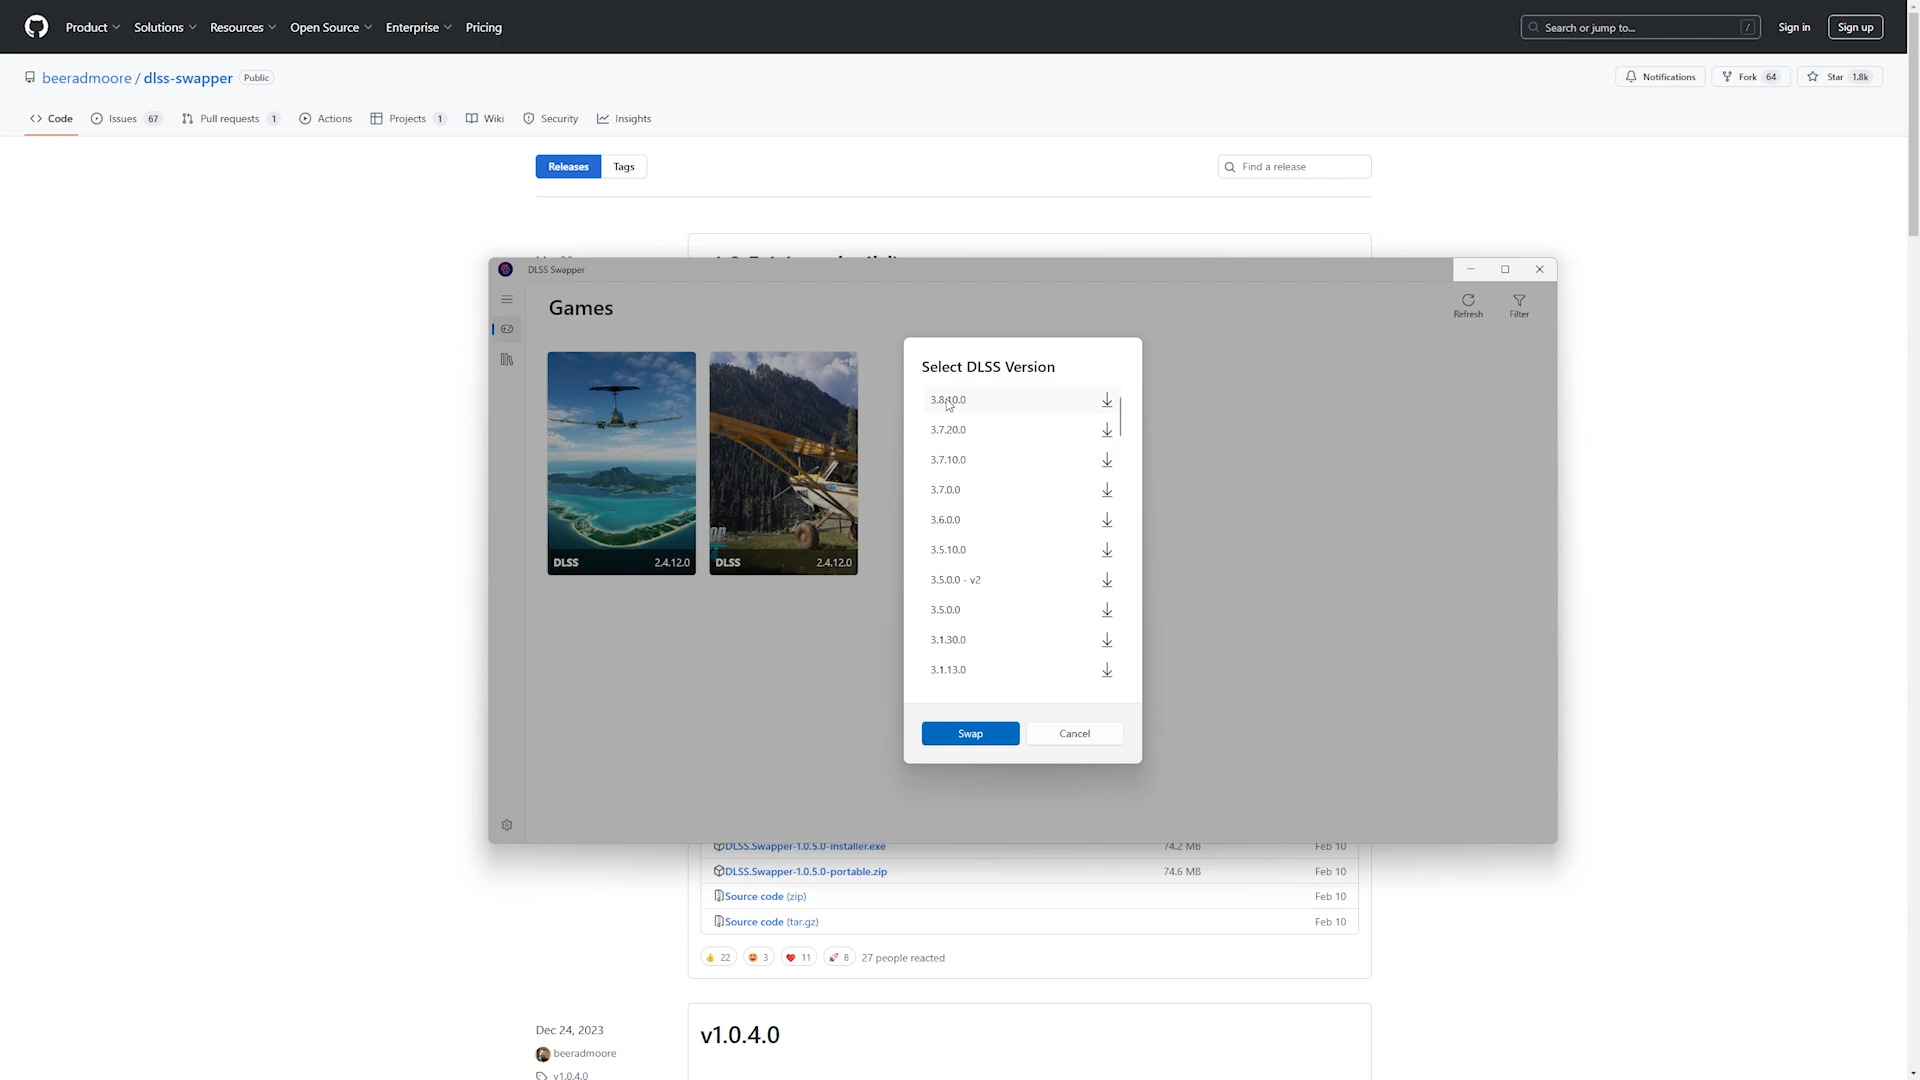 Product
Solutions
Resources
Open Source
Enterprise
Pricing
Search or jump to...
/
Sign in
Sign up
beeradmoore / dlss-swapper
Public
Notifications
Fork 64
Star 1.8k
Code
Issues 67
Pull requests 1
Actions
Projects 1
Wiki
Security
Insights
Releases
Tags
Find a release
DLSS Swapper
Games
Refresh
Filter
DLSS 2.4.12.0
DLSS 2.4.12.0
Select DLSS Version
3.8.10.0
3.7.20.0
3.7.10.0
3.7.0.0
3.6.0.0
3.5.10.0
3.5.0.0 - v2
3.5.0.0
3.1.30.0
3.1.13.0
Swap
Cancel
DLSS.Swapper-1.0.5.0-installer.exe 74.2 MB Feb 10
DLSS.Swapper-1.0.5.0-portable.zip 74.6 MB Feb 10
Source code (zip) Feb 10
Source code (tar.gz) Feb 10
22 3 11 8 27 people reacted
Dec 24, 2023
beeradmoore
v1.0.4.0
v1.0.4.0